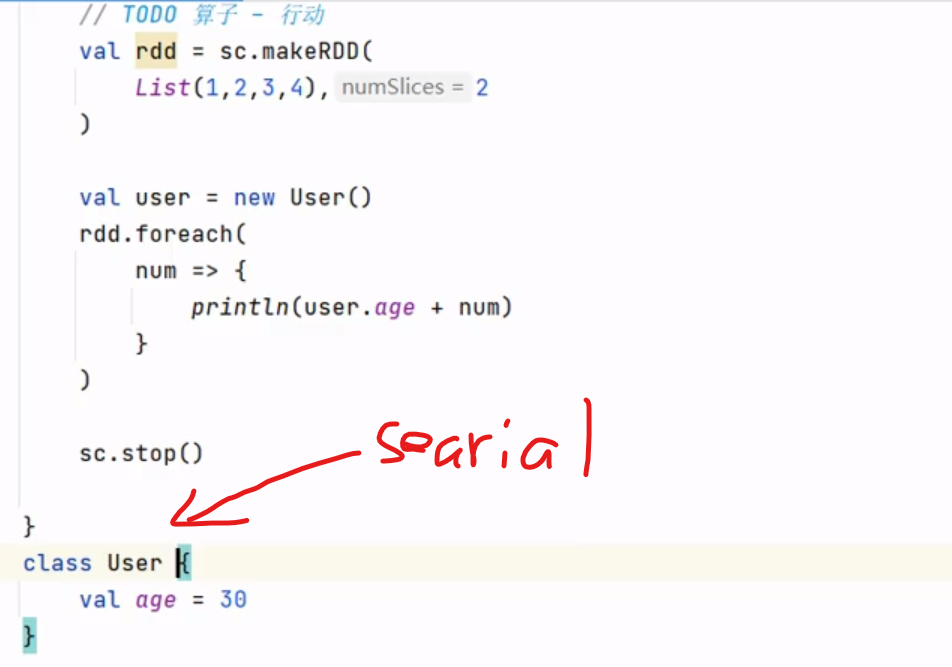 // TODO 算子 - 行动
val rdd = sc.makeRDD(
List(1,2,3,4), numSlices = 2
)
val user = new User()
rdd.foreach(
num => {
println(user.age + num)
}
)
sc.stop()
searial
}
class User {
val age = 30
}